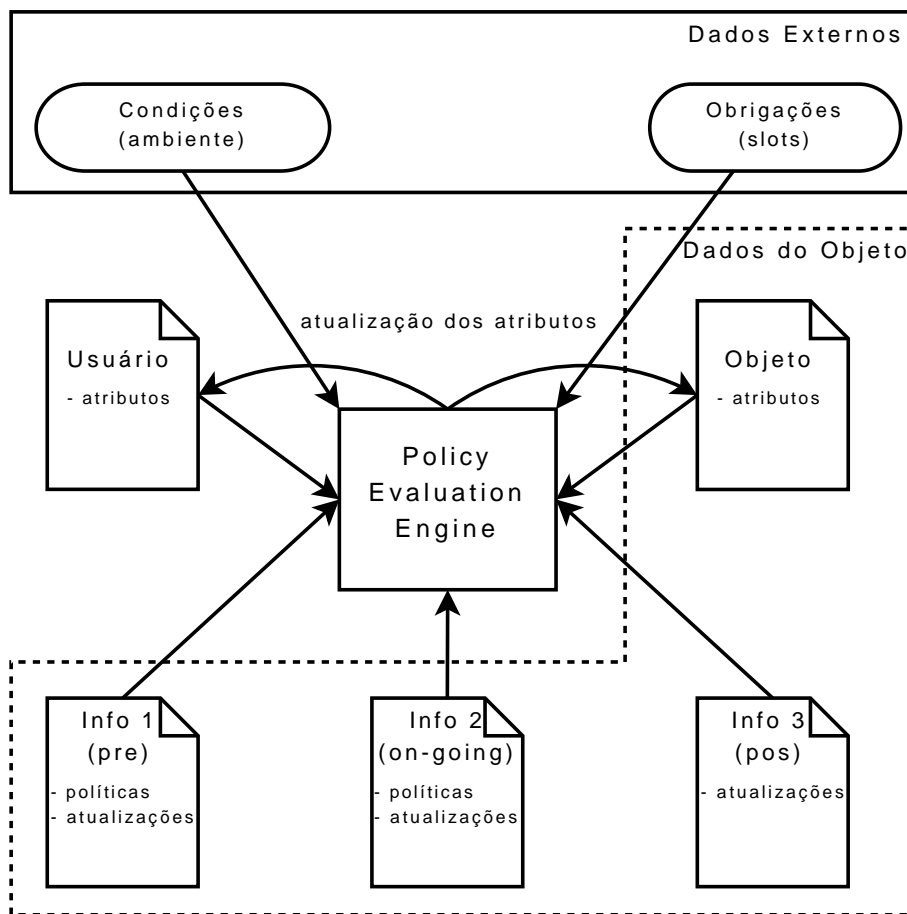 Dados Externos
Condições
(ambiente)
Obrigações
(slots)
Dados do Objeto
atualização dos atributos
Usuário
- atributos
Objeto
- atributos
Policy
Evaluation
Engine
Info 1
(pre)
- políticas
- atualizações
Info 2
(on-going)
- políticas
- atualizações
Info 3
(pos)
- atualizações